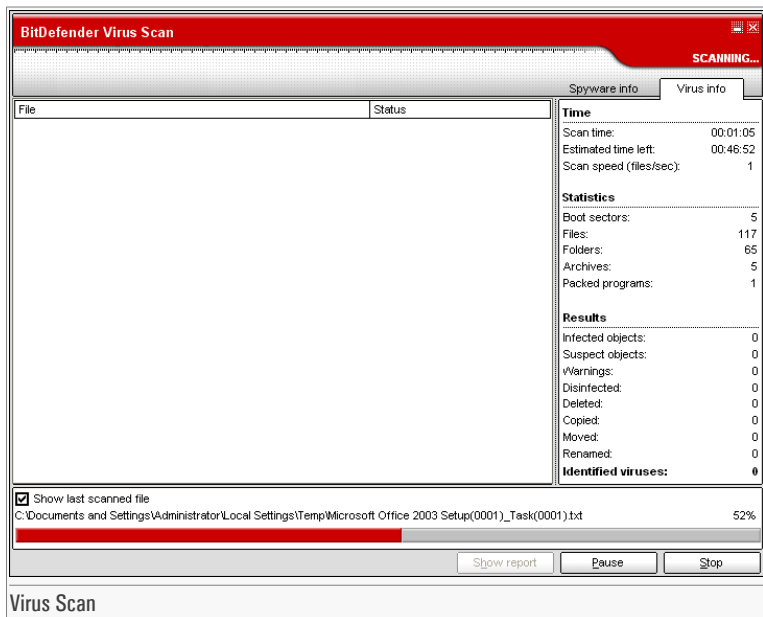 BitDefender Virus Scan
SCANNING...
Spyware info Virus info
File Status
Time
Scan time: 00:01:05
Estimated time left: 00:46:52
Scan speed (files/sec): 1
Statistics
Boot sectors: 5
Files: 117
Folders: 65
Archives: 5
Packed programs: 1
Results
Infected objects: 0
Suspect objects: 0
Warnings: 0
Disinfected: 0
Deleted: 0
Copied: 0
Moved: 0
Renamed: 0
Identified viruses: 0
Show last scanned file
C:\Documents and Settings\Administrator\Local Settings\Temp\Microsoft Office 2003 Setup(0001)_Task(0001).txt 52%
Show report Pause Stop
Virus Scan